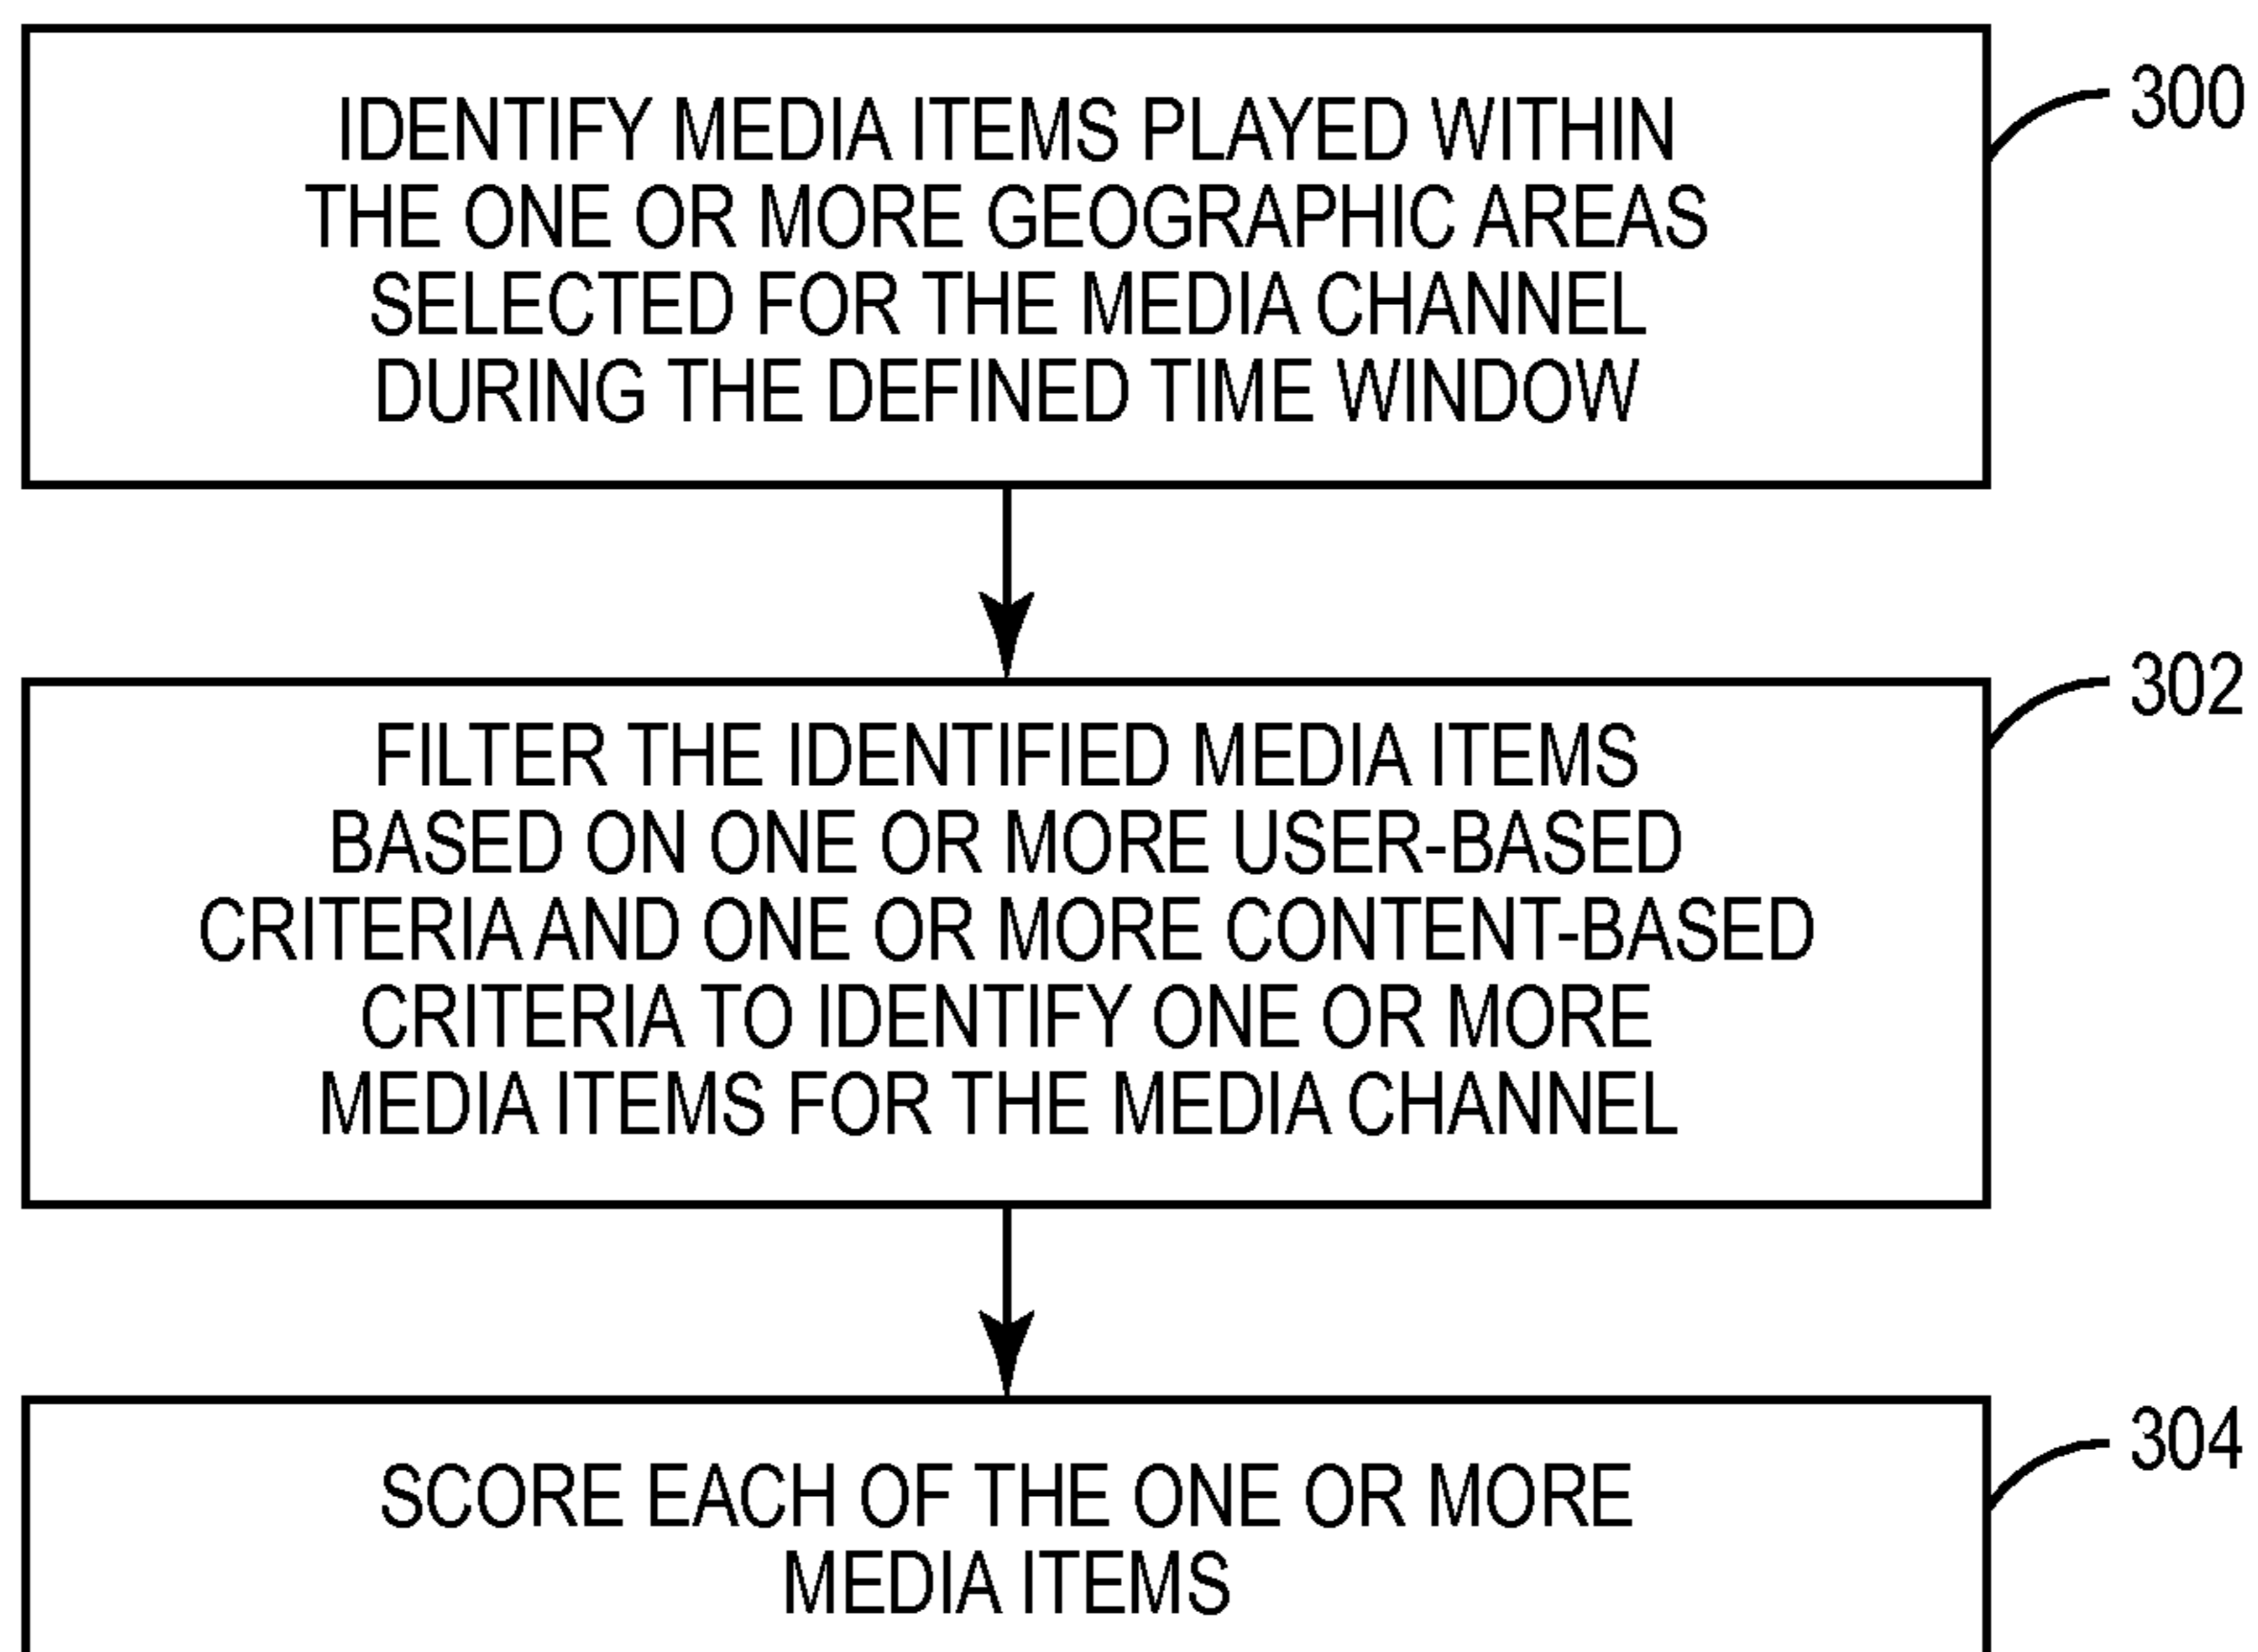 IDENTIFY MEDIA ITEMS PLAYED WITHIN
THE ONE OR MORE GEOGRAPHIC AREAS
SELECTED FOR THE MEDIA CHANNEL
DURING THE DEFINED TIME WINDOW
300
FILTER THE IDENTIFIED MEDIA ITEMS
BASED ON ONE OR MORE USER-BASED
CRITERIA AND ONE OR MORE CONTENT-BASED
CRITERIA TO IDENTIFY ONE OR MORE
MEDIA ITEMS FOR THE MEDIA CHANNEL
302
SCORE EACH OF THE ONE OR MORE
MEDIA ITEMS
304